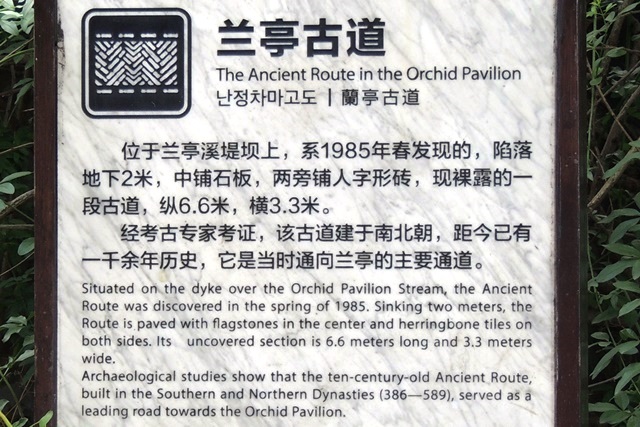 兰亭古道
The Ancient Route in the Orchid Pavilion
난정차마고도 | 蘭亭古道
位于兰亭溪堤坝上，系1985年春发现的，陷落
地下2米，中铺石板，两旁铺人字形砖，现裸露的一
段古道，纵6.6米，横3.3米。
经考古专家考证，该古道建于南北朝，距今已有
一千余年历史，它是当时通向兰亭的主要通道。
Situated on the dyke over the Orchid Pavilion Stream, the Ancient
Route was discovered in the spring of 1985. Sinking two meters, the
Route is paved with flagstones in the center and herringbone tiles on
both sides. Its uncovered section is 6.6 meters long and 3.3 meters
wide.
Archaeological studies show that the ten-century-old Ancient Route,
built in the Southern and Northern Dynasties (386—589), served as a
leading road towards the Orchid Pavilion.